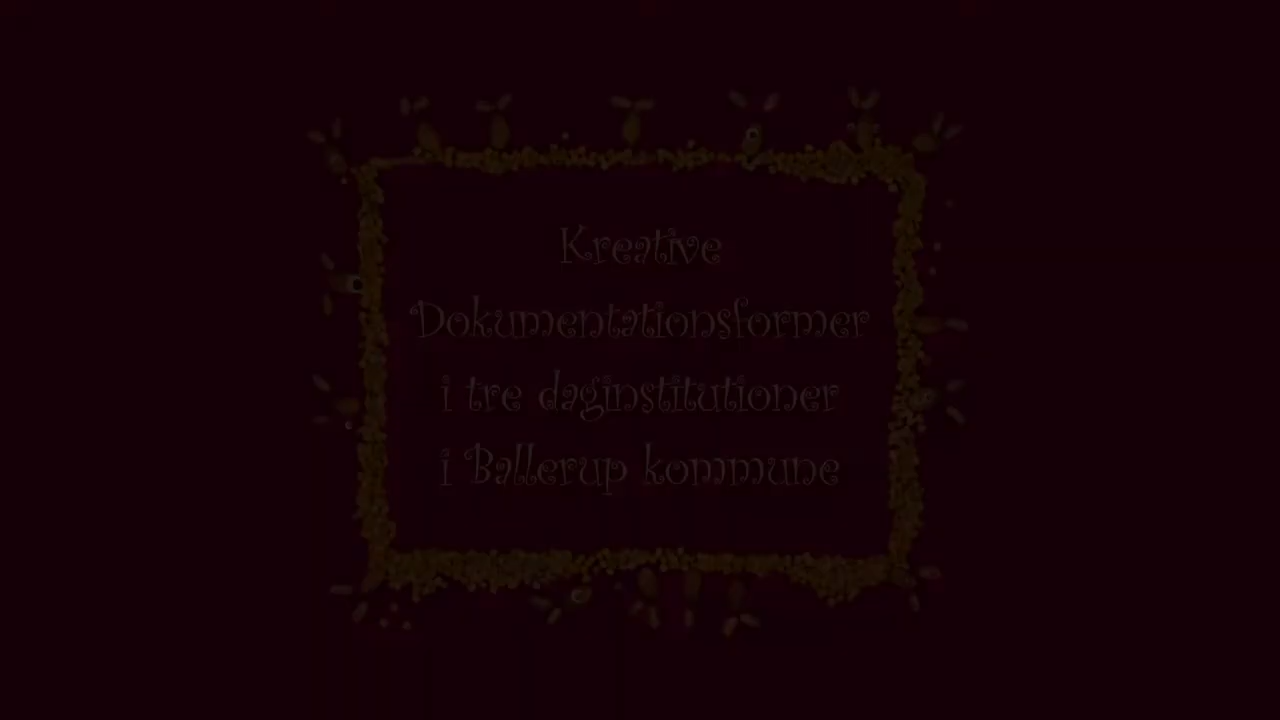 Kreative
Dokumentationsformer
i tre daginstitutioner
i Ballerup kommune